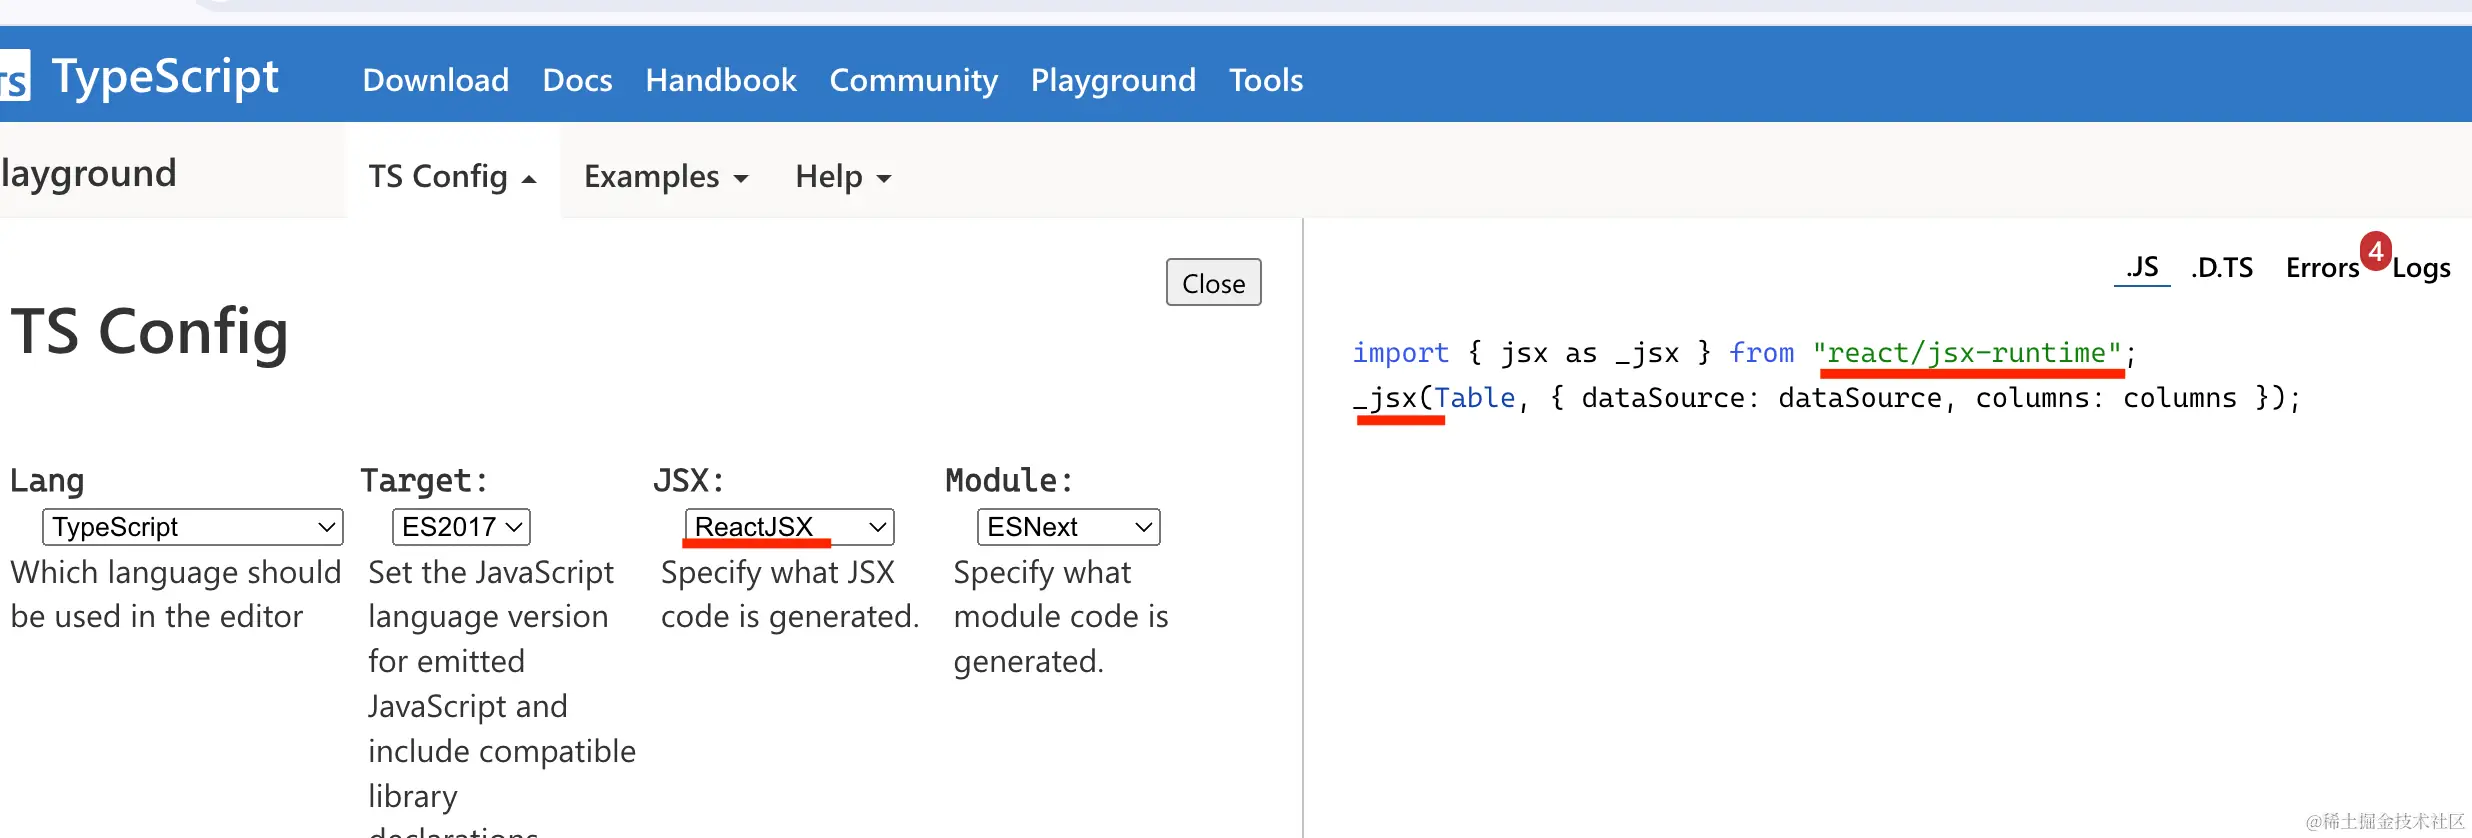 TS TypeScript Download Docs Handbook Community Playground Tools
layground TS Config Examples Help
Close
.JS .D.TS Errors 4 Logs
TS Config
import { jsx as _jsx } from "react/jsx-runtime";
_jsx(Table, { dataSource: dataSource, columns: columns });
Lang
TypeScript
Which language should
be used in the editor
Target:
ES2017
Set the JavaScript
language version
for emitted
JavaScript and
include compatible
library
declarations
JSX:
ReactJSX
Specify what JSX
code is generated.
Module:
ESNext
Specify what
module code is
generated.
@稀土掘金技术社区